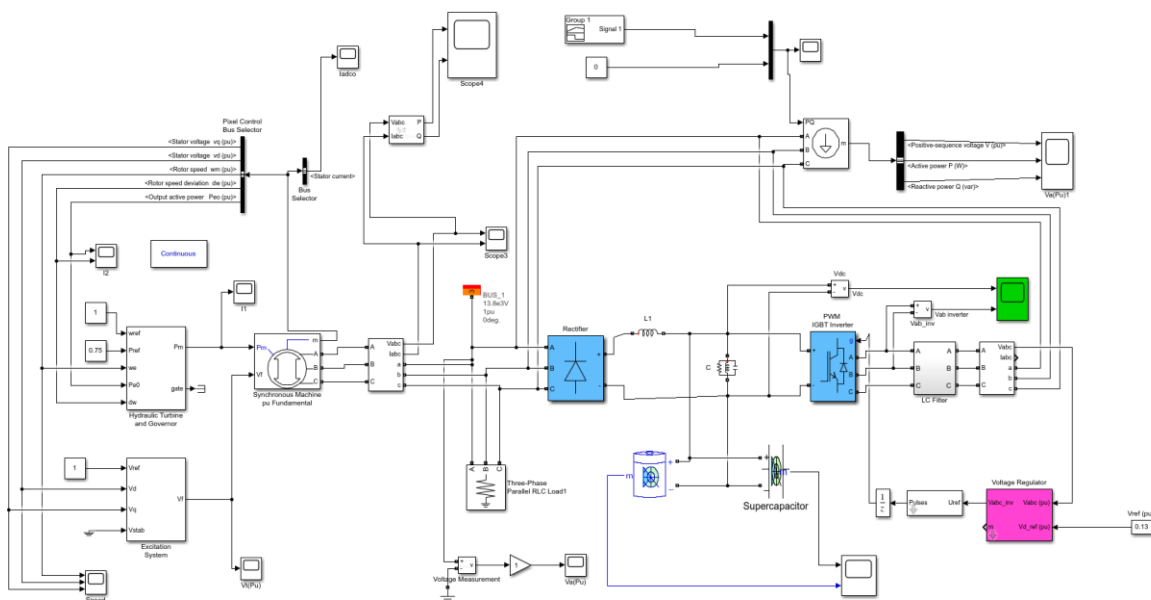 Group 1
Signal 1
0
Scope4
Iadco
Pixel Control
Bus Selector
<Stator voltage vq (pu)>
<Stator voltage vd (pu)>
<Rotor speed wm (pu)>
<Rotor speed deviation dw (pu)>
<Output active power Peo (pu)>
Bus
Selector
<Stator current>
Vabc
Iabc
P
Q
PQ
A
B
C
m
<Positive-sequence voltage V (pu)>
<Active power P (W)>
<Reactive power Q (var)>
Va(Pu)1
Continuous
I2
I1
Scope3
BUS_1
13.8e3V
1pu
0deg.
1
0.75
wref
Pref
we
Pe0
dw
Pm
gate
Hydraulic Turbine
and Governor
Pm
Vf
m
A
B
C
Synchronous Machine
pu Fundamental
A
B
C
Vabc
Iabc
a
b
c
Rectifier
A
B
C
+
-
L1
C
Vdc
+
-
v
Vdc
PWM
IGBT Inverter
g
+
-
A
B
C
+
-
v
Vab_inv
Vab inverter
A
B
C
LC Filter
A
B
C
Vabc
Iabc
a
b
c
1
Vref
Vd
Vq
Vstab
Vf
Excitation
System
Vf(Pu)
A
B
C
Three-Phase
Parallel RLC Load1
+
-
v
Voltage Measurement
1
Va(Pu)
m
+
-
+
-
m
Supercapacitor
Pulses
Uref
Voltage Regulator
Vabc_inv
Vabc (pu)
Vd_ref (pu)
Vref (pu
0.13